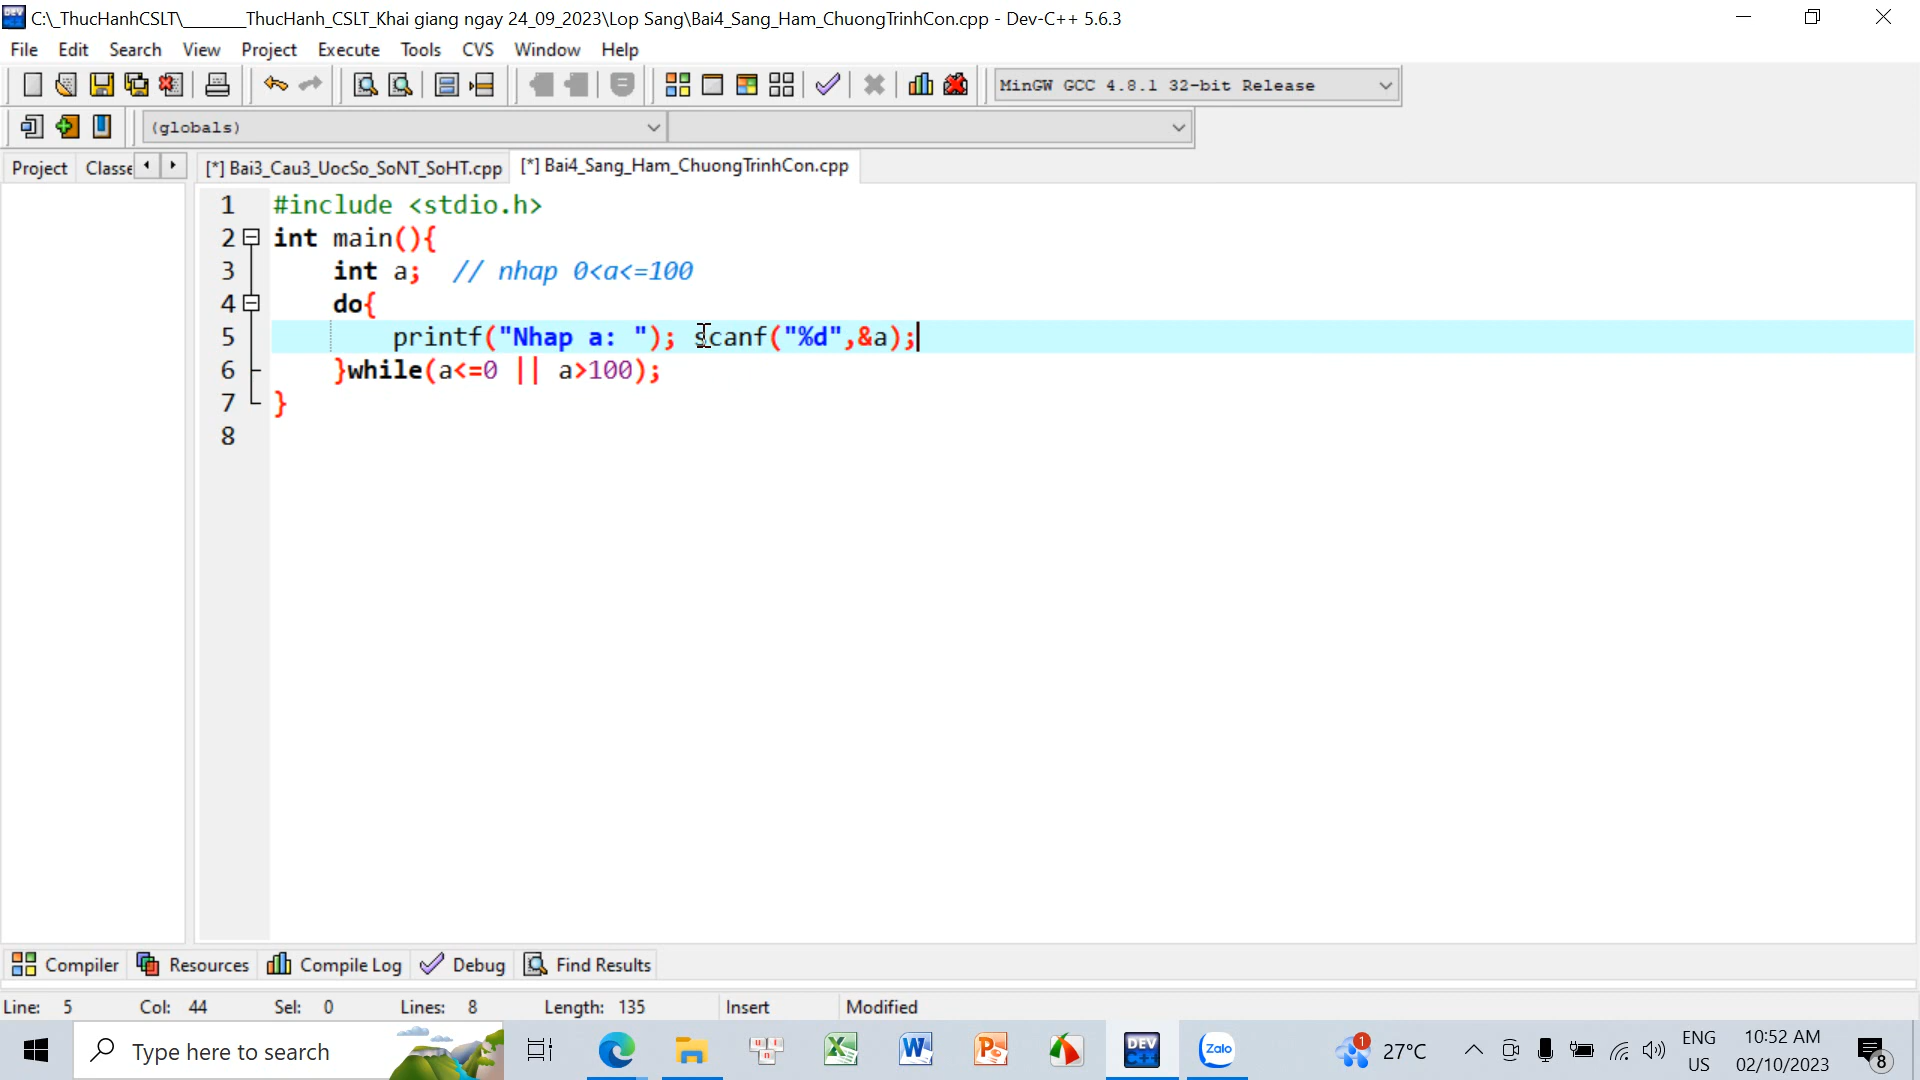 C:\_ThucHanhCSLT\_______ThucHanh_CSLT_Khai giang ngay 24_09_2023\Lop Sang\Bai4_Sang_Ham_ChuongTrinhCon.cpp - Dev-C++ 5.6.3
File Edit Search View Project Execute Tools CVS Window Help
MinGW GCC 4.8.1 32-bit Release
(globals)
Project Classe [*] Bai3_Cau3_UocSo_SoNT_SoHT.cpp [*] Bai4_Sang_Ham_ChuongTrinhCon.cpp
1 #include <stdio.h>
2 int main(){
3 int a; // nhap 0<a<=100
4 do{
5 printf("Nhap a: "); scanf("%d",&a);
6 }while(a<=0 || a>100);
7 }
8
Compiler Resources Compile Log Debug Find Results
Line: 5 Col: 44 Sel: 0 Lines: 8 Length: 135 Insert Modified
Type here to search DEV C++ Zalo 1 27°C ENG 10:52 AM
US 02/10/2023 8